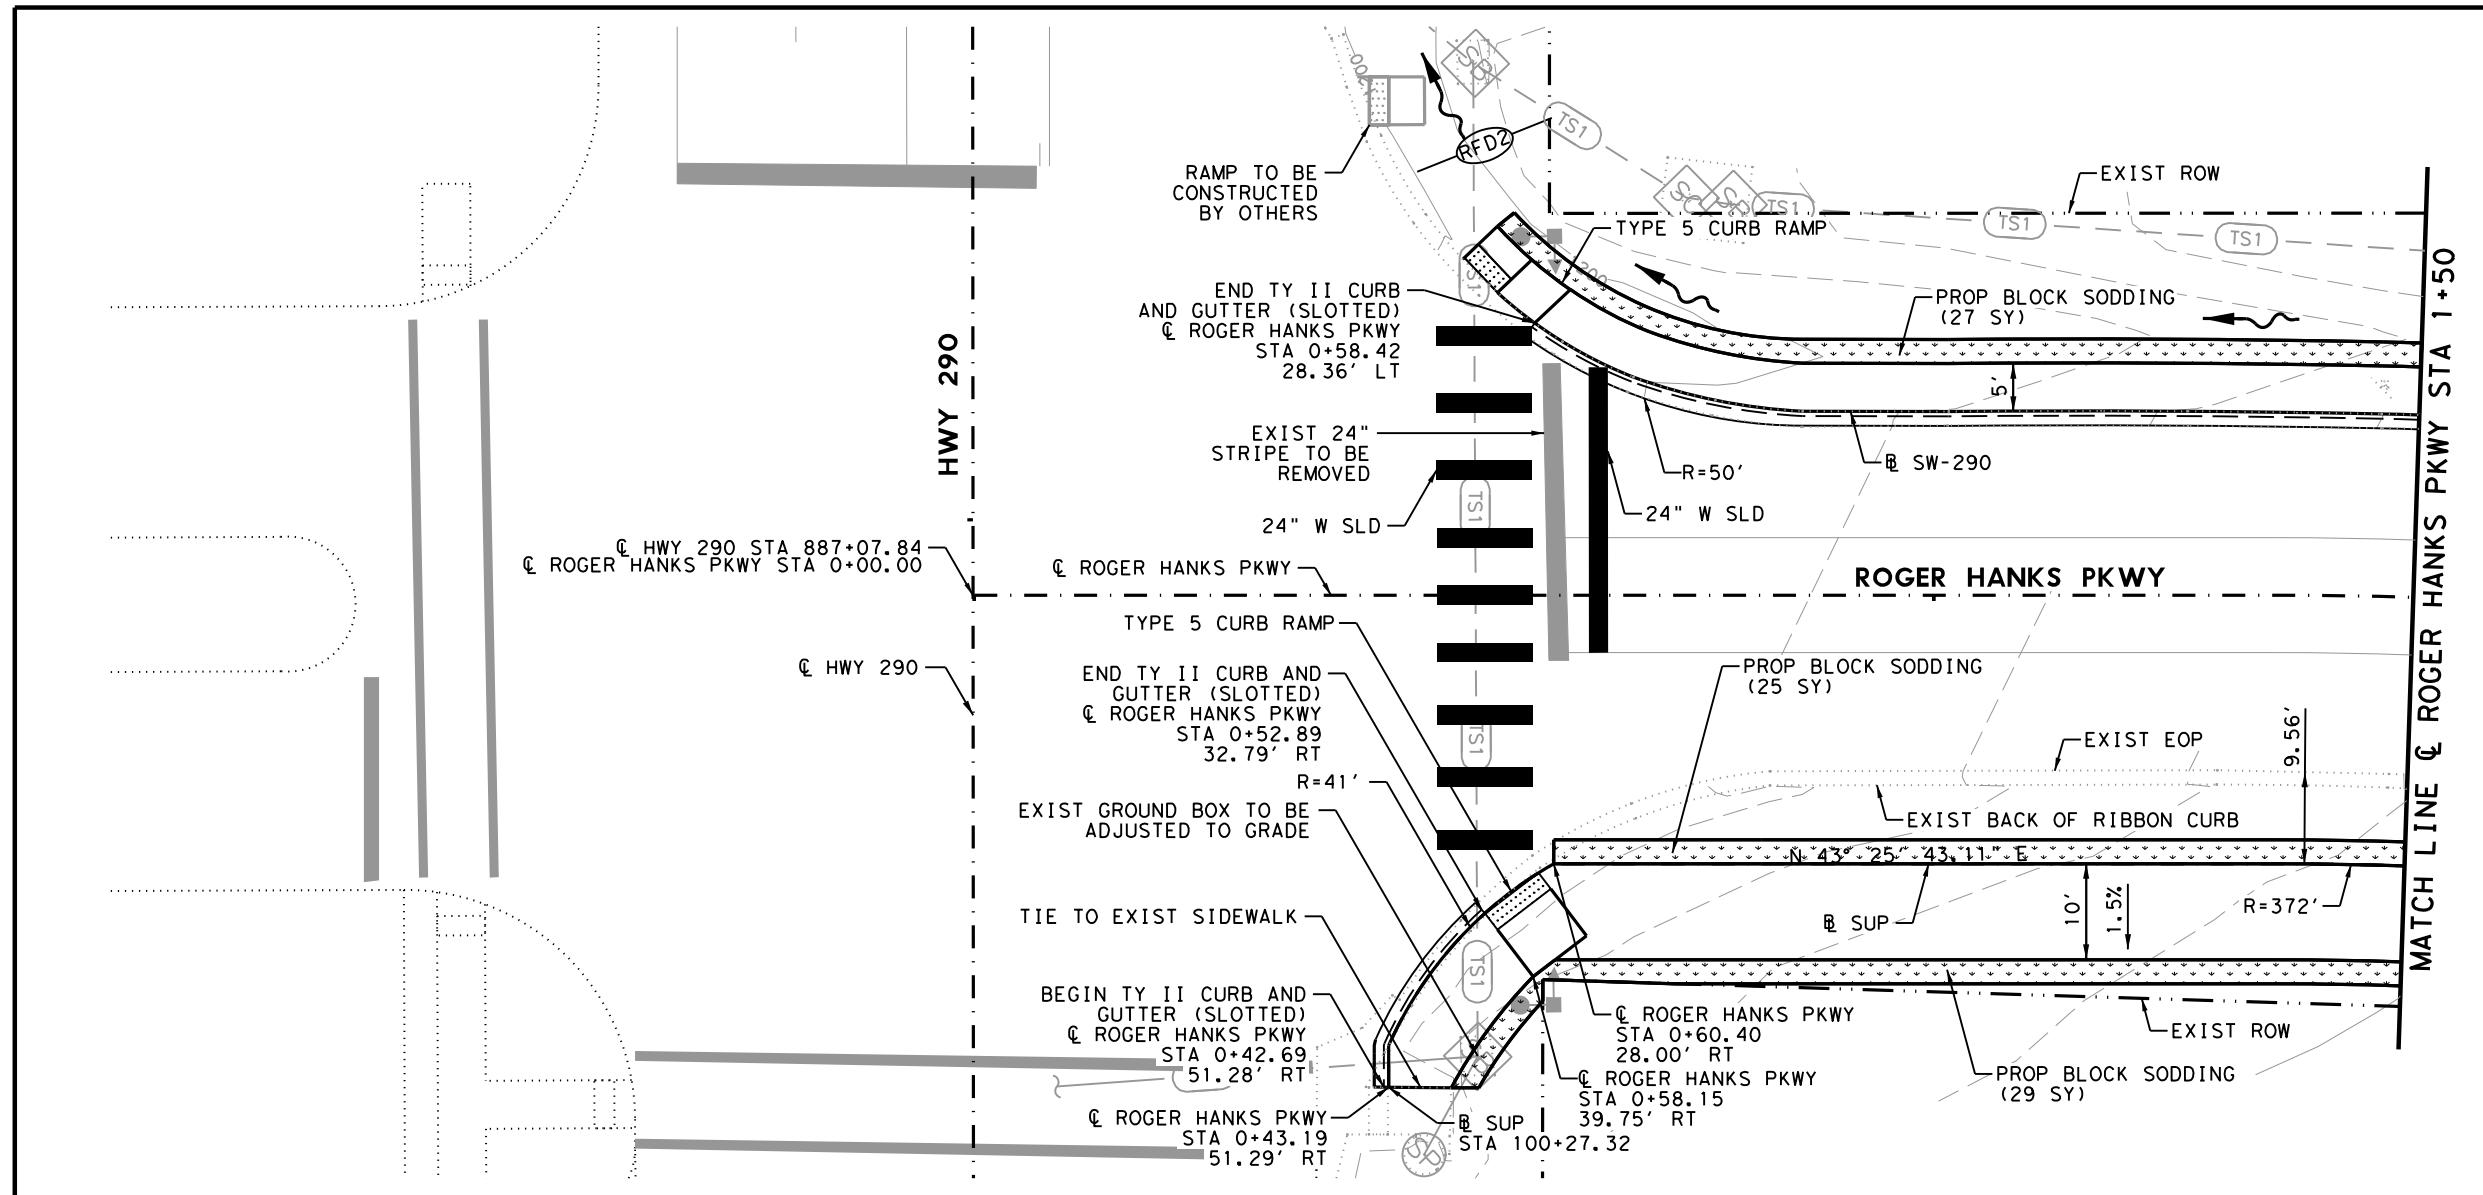 RAMP TO BE
CONSTRUCTED
BY OTHERS
RFD2
TS1
EXIST ROW
TYPE 5 CURB RAMP
TS1
TS1
TS1
END TY II CURB
AND GUTTER (SLOTTED)
℄ ROGER HANKS PKWY
STA 0+58.42
28.36' LT
PROP BLOCK SODDING
(27 SY)
5'
HWY 290
EXIST 24"
STRIPE TO BE
REMOVED
R=50'
BL SW-290
24" W SLD
24" W SLD
TS1
℄ HWY 290 STA 887+07.84
℄ ROGER HANKS PKWY STA 0+00.00
℄ ROGER HANKS PKWY
ROGER HANKS PKWY
TYPE 5 CURB RAMP
℄ HWY 290
END TY II CURB AND
GUTTER (SLOTTED)
℄ ROGER HANKS PKWY
STA 0+52.89
32.79' RT
PROP BLOCK SODDING
(25 SY)
TS1
R=41'
EXIST EOP
9.56'
EXIST GROUND BOX TO BE
ADJUSTED TO GRADE
EXIST BACK OF RIBBON CURB
N 43° 25' 43.11" E
TIE TO EXIST SIDEWALK
BL SUP
10'
1.5%
R=372'
TS1
BEGIN TY II CURB AND
GUTTER (SLOTTED)
℄ ROGER HANKS PKWY
STA 0+42.69
51.28' RT
℄ ROGER HANKS PKWY
STA 0+60.40
28.00' RT
EXIST ROW
℄ ROGER HANKS PKWY
STA 0+58.15
39.75' RT
PROP BLOCK SODDING
(29 SY)
℄ ROGER HANKS PKWY
STA 0+43.19
51.29' RT
BL SUP
STA 100+27.32
SP
MATCH LINE ℄ ROGER HANKS PKWY STA 1+50